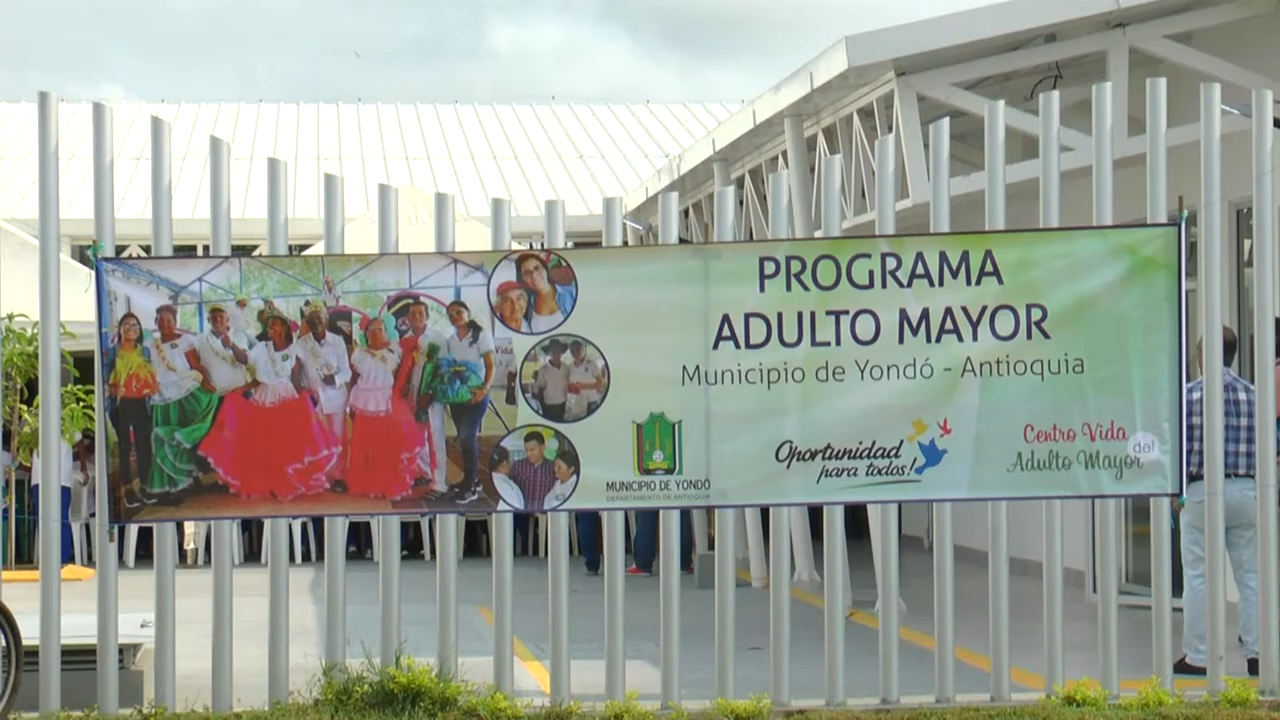 PROGRAMA
ADULTO MAYOR
Municipio de Yondó - Antioquia
MUNICIPIO DE YONDÓ
DEPARTAMENTO DE ANTIOQUIA
Oportunidad
para todos!
Centro Vida
del
Adulto Mayor
Vida